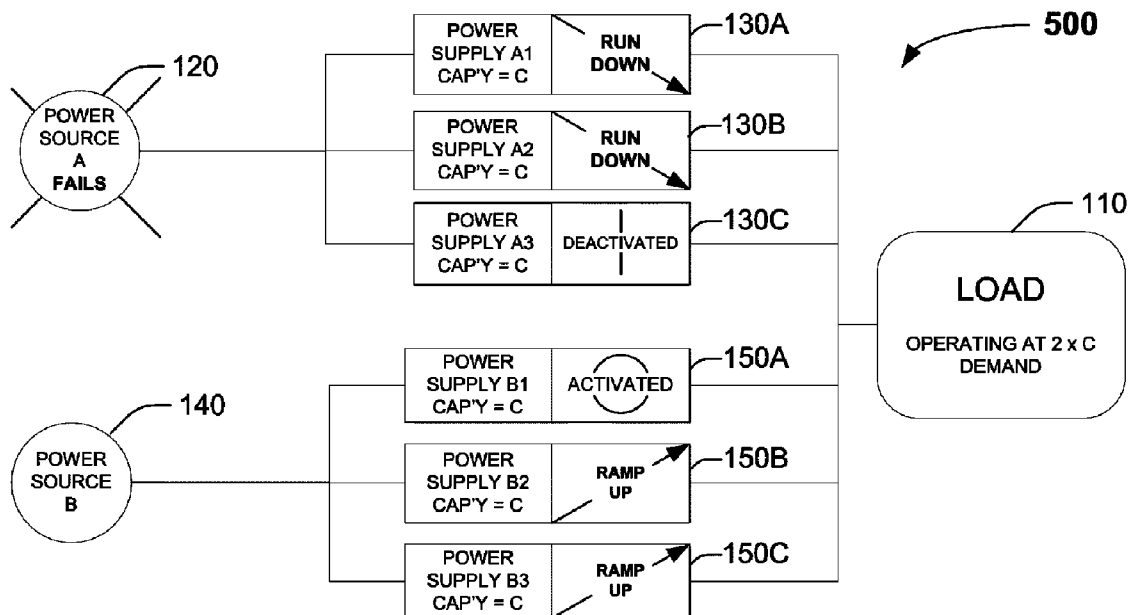 500
120
POWER
SOURCE
A
FAILS
POWER
SUPPLY A1
CAP'Y = C
RUN
DOWN
130A
POWER
SUPPLY A2
CAP'Y = C
RUN
DOWN
130B
POWER
SUPPLY A3
CAP'Y = C
DEACTIVATED
130C
110
LOAD
OPERATING AT 2 x C
DEMAND
140
POWER
SOURCE
B
POWER
SUPPLY B1
CAP'Y = C
ACTIVATED
150A
POWER
SUPPLY B2
CAP'Y = C
RAMP
UP
150B
POWER
SUPPLY B3
CAP'Y = C
RAMP
UP
150C